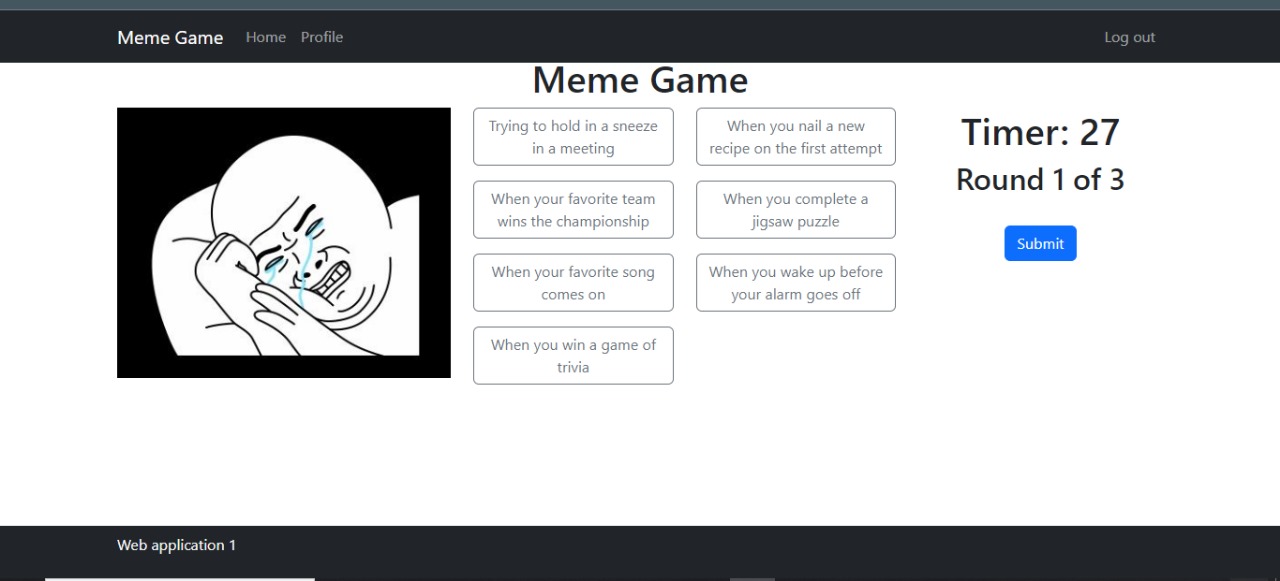 Meme Game
Home
Profile
Log out
Meme Game
Trying to hold in a sneeze
in a meeting
When you nail a new
recipe on the first attempt
When your favorite team
wins the championship
When you complete a
jigsaw puzzle
When your favorite song
comes on
When you wake up before
your alarm goes off
When you win a game of
trivia
Timer: 27
Round 1 of 3
Submit
Web application 1